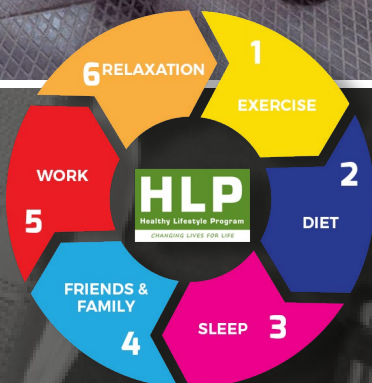 1
EXERCISE
2
DIET
3
SLEEP
FRIENDS &
FAMILY
4
WORK
5
6 RELAXATION
HLP
Healthy Lifestyle Program
CHANGING LIVES FOR LIFE